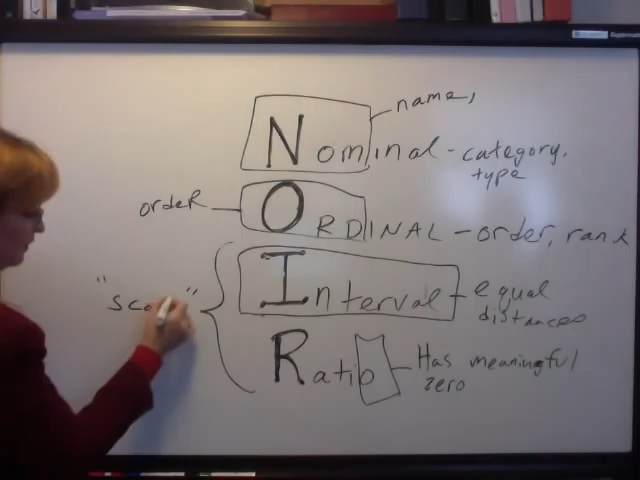 name,
Nominal - category,
type
order
ORDINAL - order, rank
Interval - equal
distances
Ratio - Has meaningful
zero